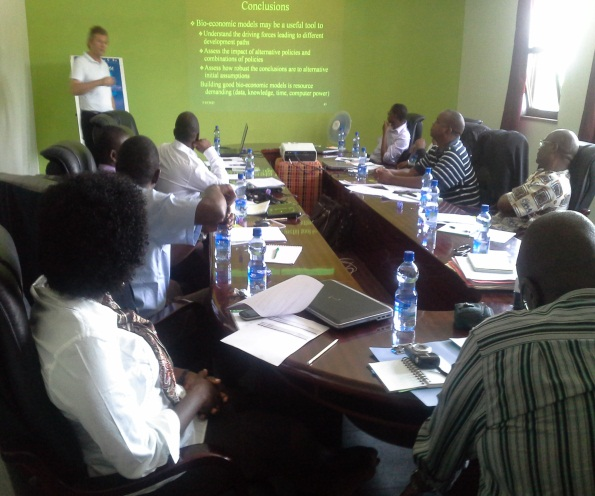 Conclusions
Bio-economic models may be a useful tool to
Understand the driving forces leading to different
development paths
Assess the impact of alternative policies and
combinations of policies
Assess how robust the conclusions are to alternative
initial assumptions
Building good bio-economic models is resource
demanding (data, knowledge, time, computer power)